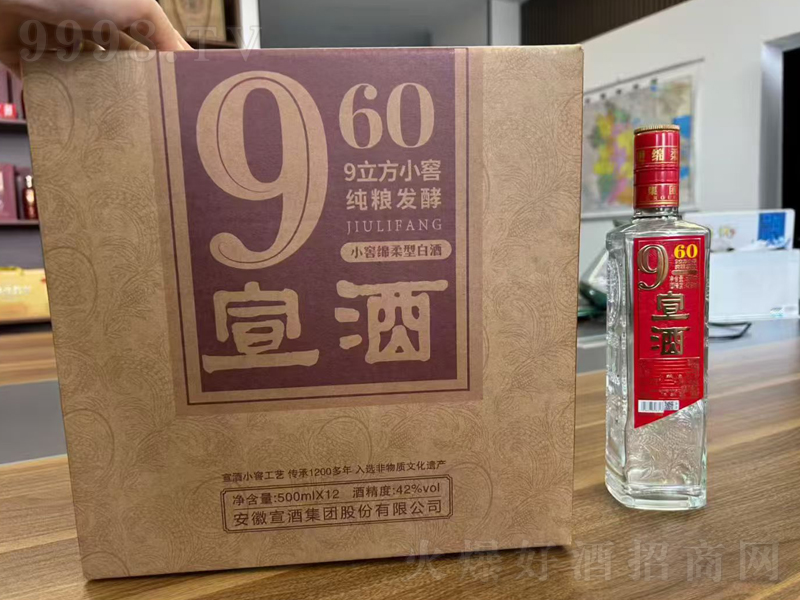 9998.TV
9 60
9立方小窖
纯粮发酵
JIULIFANG
小窖绵柔型白酒
宣酒
宣酒小窖工艺 传承1200多年 入选非物质文化遗产
净含量:500mlX12 酒精度:42%vol
安徽宣酒集团股份有限公司
9 60
宣酒
火爆好酒招商网